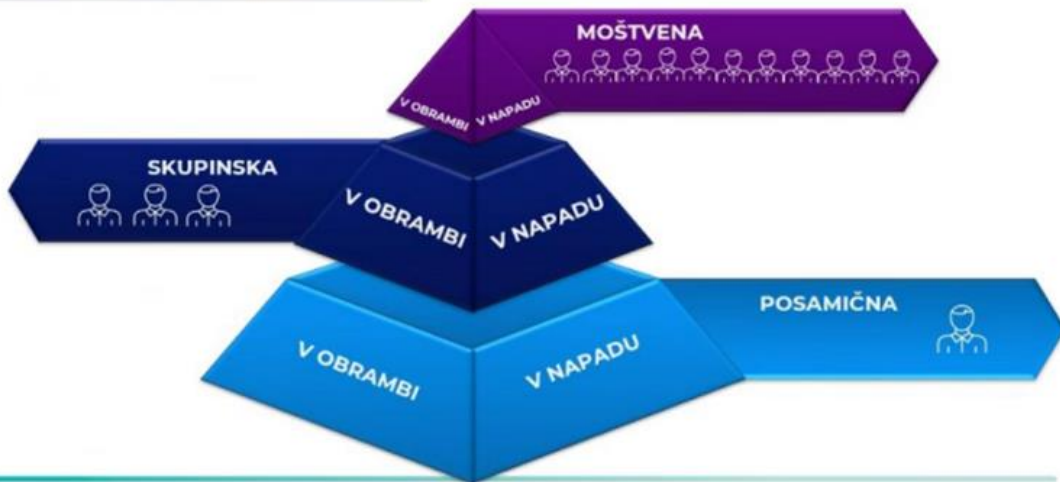 MOŠTVENA
V OBRAMBI
V NAPADU
SKUPINSKA
V OBRAMBI
V NAPADU
POSAMIČNA
V OBRAMBI
V NAPADU